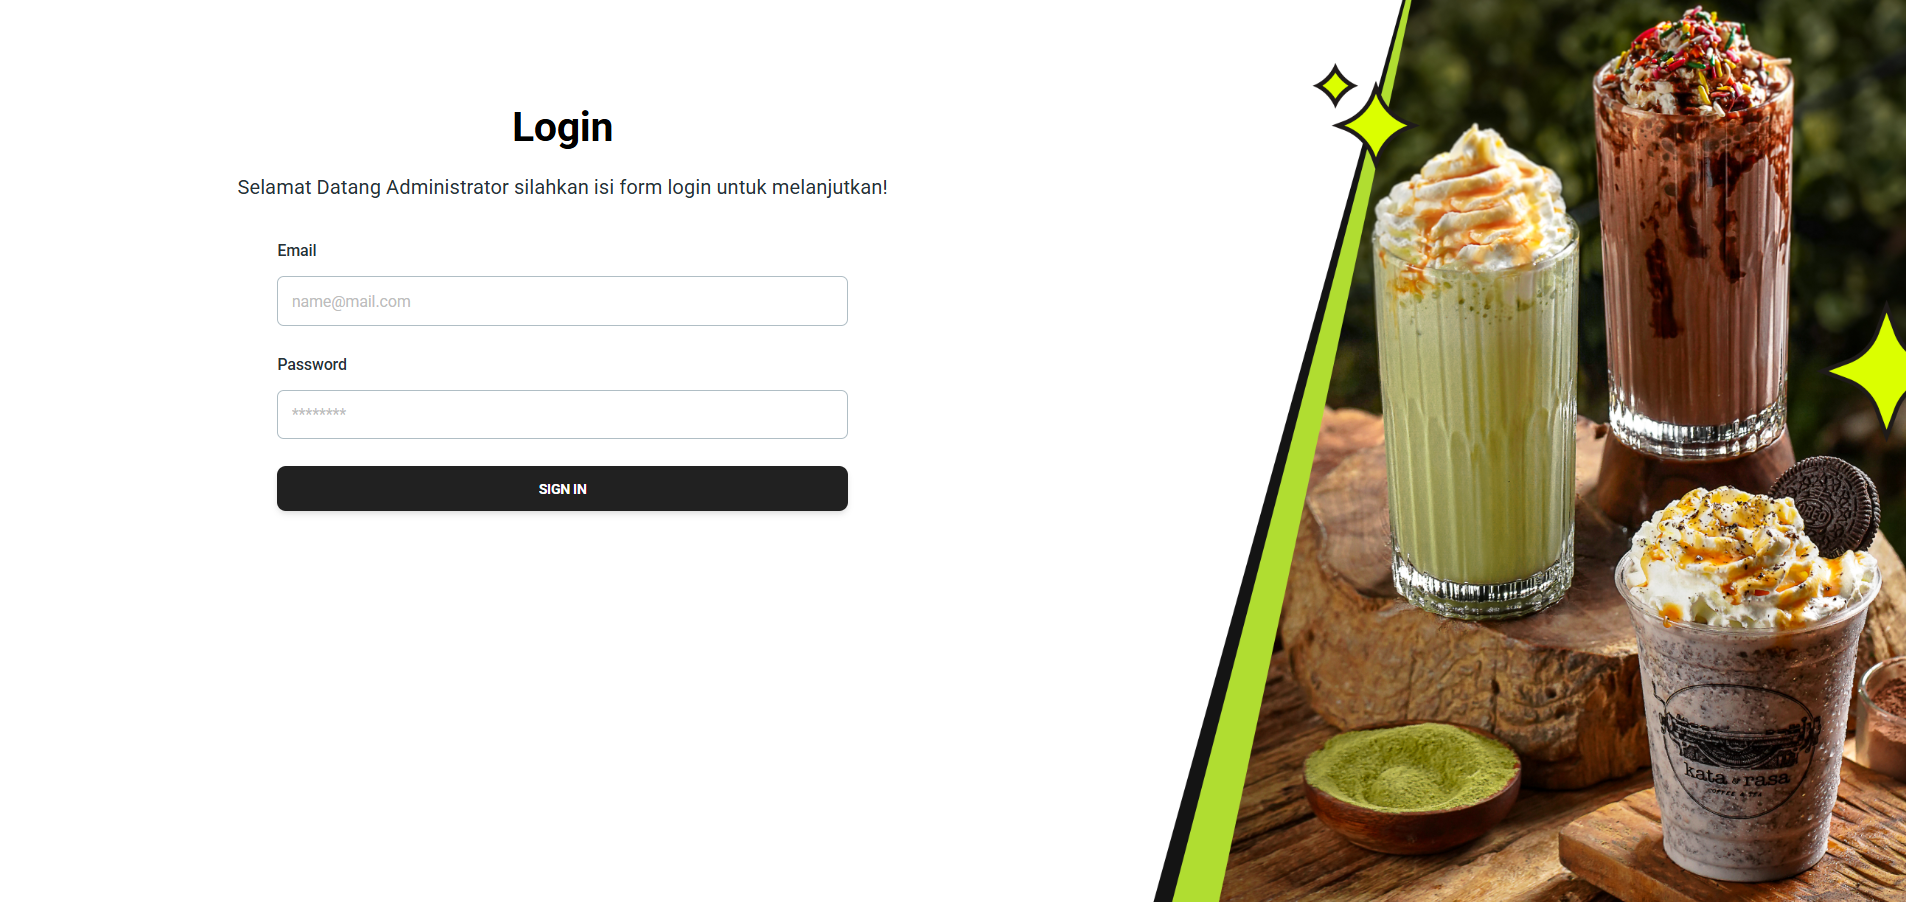 Login
Selamat Datang Administrator silahkan isi form login untuk melanjutkan!
Email
name@mail.com
Password
********
SIGN IN
kata & rasa
COFFEE & TEA